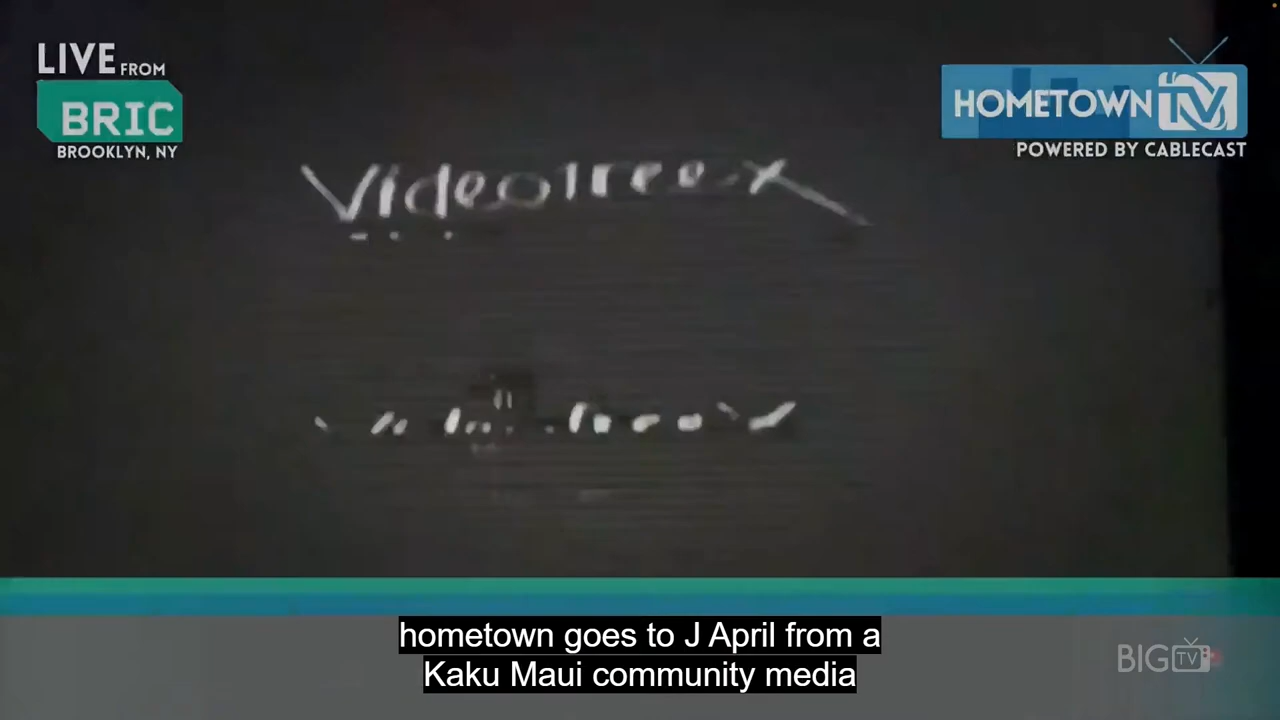 LIVE FROM
BRIC
BROOKLYN, NY
HOMETOWN TV
POWERED BY CABLECAST
Videofreex
hometown goes to J April from a
Kaku Maui community media
BIG TV